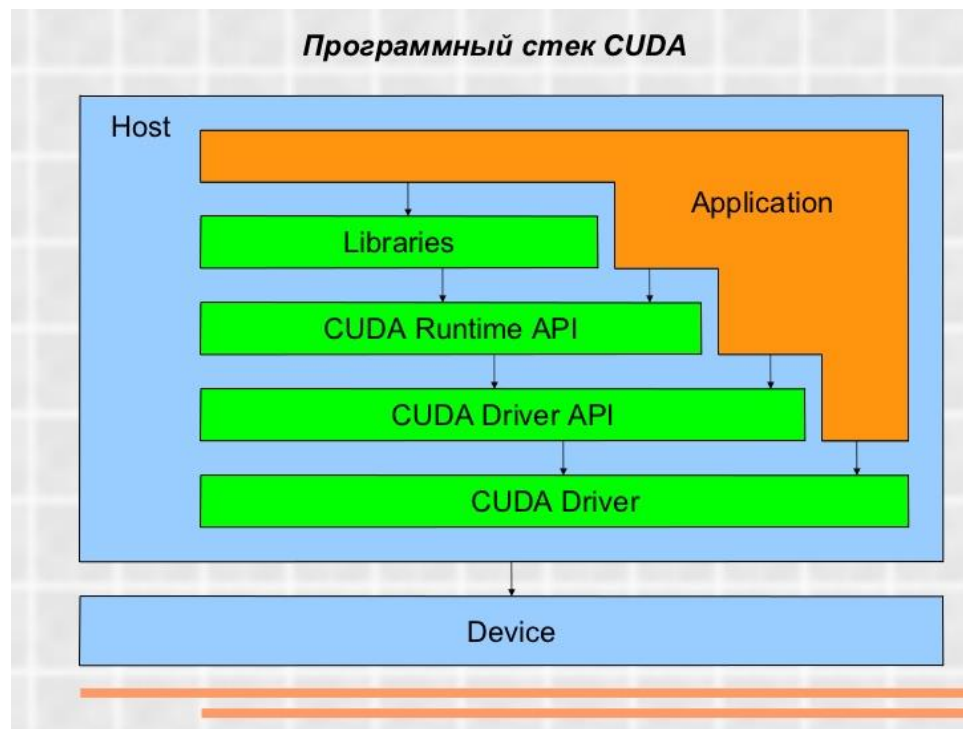 Программный стек CUDA
Host
Application
Libraries
CUDA Runtime API
CUDA Driver API
CUDA Driver
Device